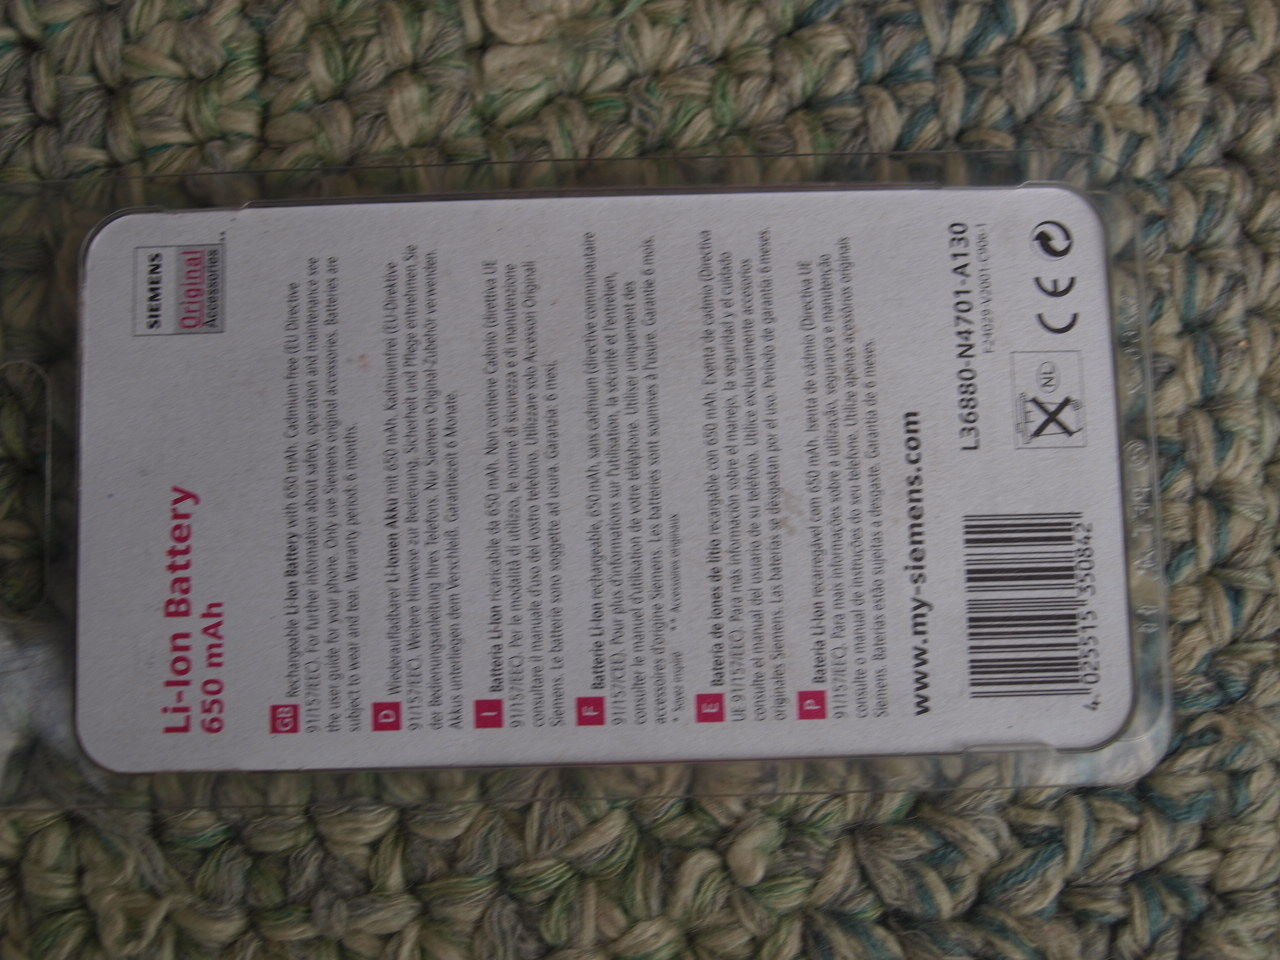 Li-Ion Battery
650 mAh
SIEMENS
Original
Accessories**
GB Rechargeable Li-Ion Battery with 650 mAh. Cadmium-free (EU Directive
91/157/EEC). For further information about safety, operation and maintenance see
the user guide for your phone. Only use Siemens original accessories. Batteries are
subject to wear and tear. Warranty period: 6 months.
D Wiederaufladbarer Li-Ionen Akku mit 650 mAh. Kadmiumfrei (EU-Direktive
91/157/EEC). Weitere Hinweise zur Bedienung, Sicherheit und Pflege entnehmen Sie
der Bedienungsanleitung Ihres Telefons. Nur Siemens Original-Zubehör verwenden.
Akkus unterliegen dem Verschleiß. Garantiezeit 6 Monate.
I Batteria Li-Ion ricaricabile da 650 mAh. Non contiene Cadmio (direttiva UE
91/157/EEC). Per le modalità di utilizzo, le norme di sicurezza e di manutenzione
consultare il manuale d'uso del vostro telefono. Utilizzare solo Accessori Originali
Siemens. Le batterie sono soggette ad usura. Garanzia: 6 mesi.
F Batterie Li-Ion rechargeable, 650 mAh, sans cadmium (directive communautaire
91/157/CEE). Pour plus d'informations sur l'utilisation, la sécurité et l'entretien,
consulter le manuel d'utilisation de votre téléphone. Utiliser uniquement des
accessoires d'origine Siemens. Les batteries sont soumises à l'usure. Garantie 6 mois.
* Soyez inspiré ** Accessoires originaux
E Batería de iones de litio recargable con 650 mAh. Exenta de cadmio (Directiva
UE 91/157/EEC). Para más información sobre el manejo, la seguridad y el cuidado
consulte el manual del usuario de su teléfono. Utilice exclusivamente accesorios
originales Siemens. Las baterías se desgastan por el uso. Período de garantía 6 meses.
P Bateria Li-Ion recarregável com 650 mAh. Isenta de cádmio (Directiva UE
91/157/EEC). Para mais informações sobre a utilização, segurança e manutenção
consulte o manual de instruções do seu telefone. Utilize apenas acessórios originais
Siemens. Baterias estão sujeitas a desgaste. Garantia de 6 meses.
www.my-siemens.com
L36880-N4701-A130
NL
CE
4 025515 350842